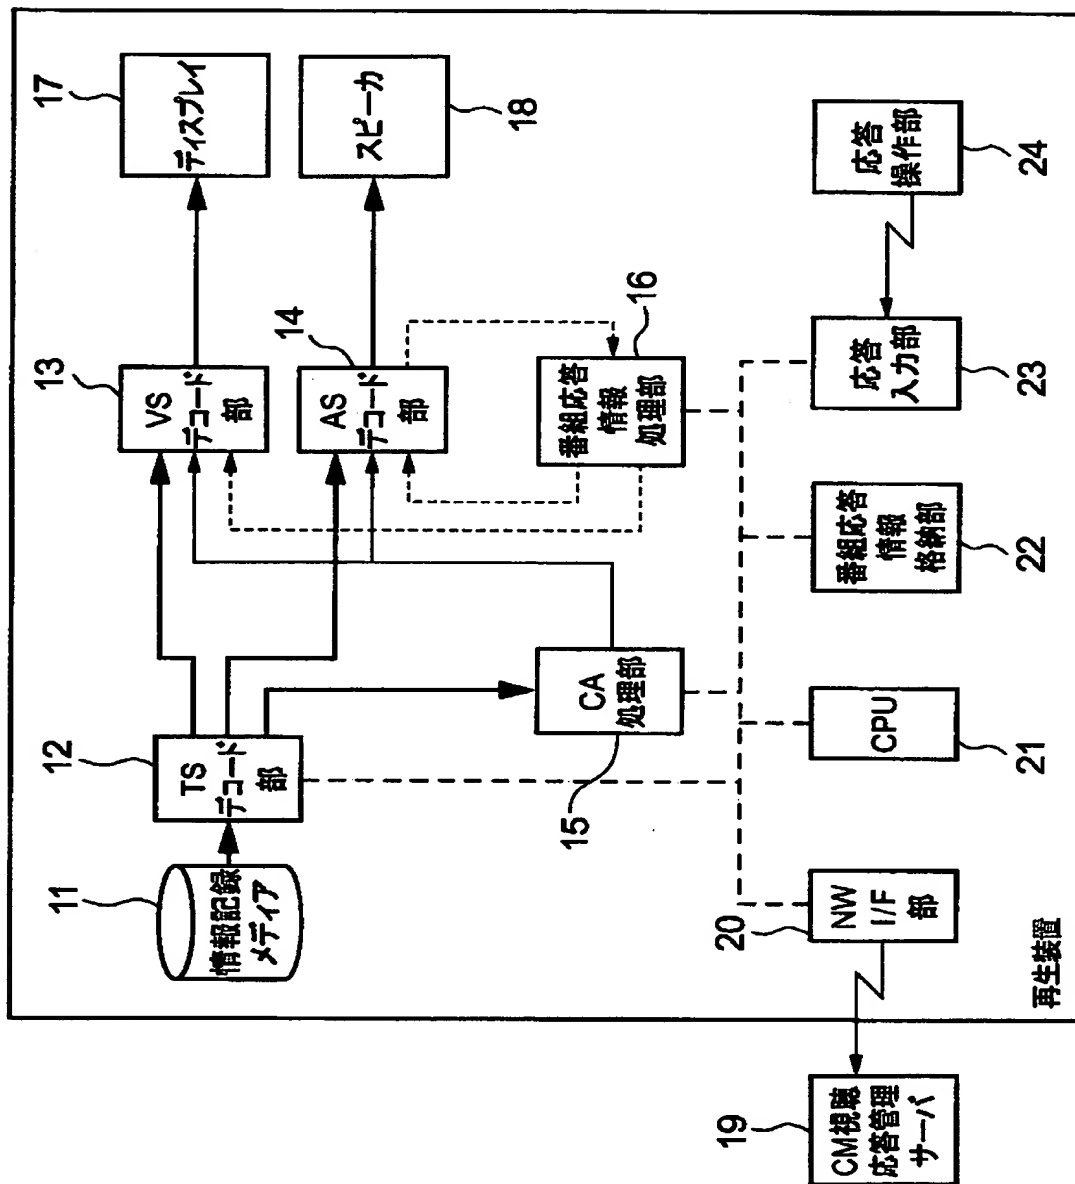 11
情報記録
メディア
12
TS
デコード
部
13
VS
デコード
部
17
ディスプレイ
14
AS
デコード
部
スピーカ
18
15
CA
処理部
16
番組応答
情報
処理部
19
CM視聴
応答管理
サーバ
20
NW
I/F
部
CPU
21
番組応答
情報
格納部
22
応答
入力部
23
応答
操作部
24
再生装置